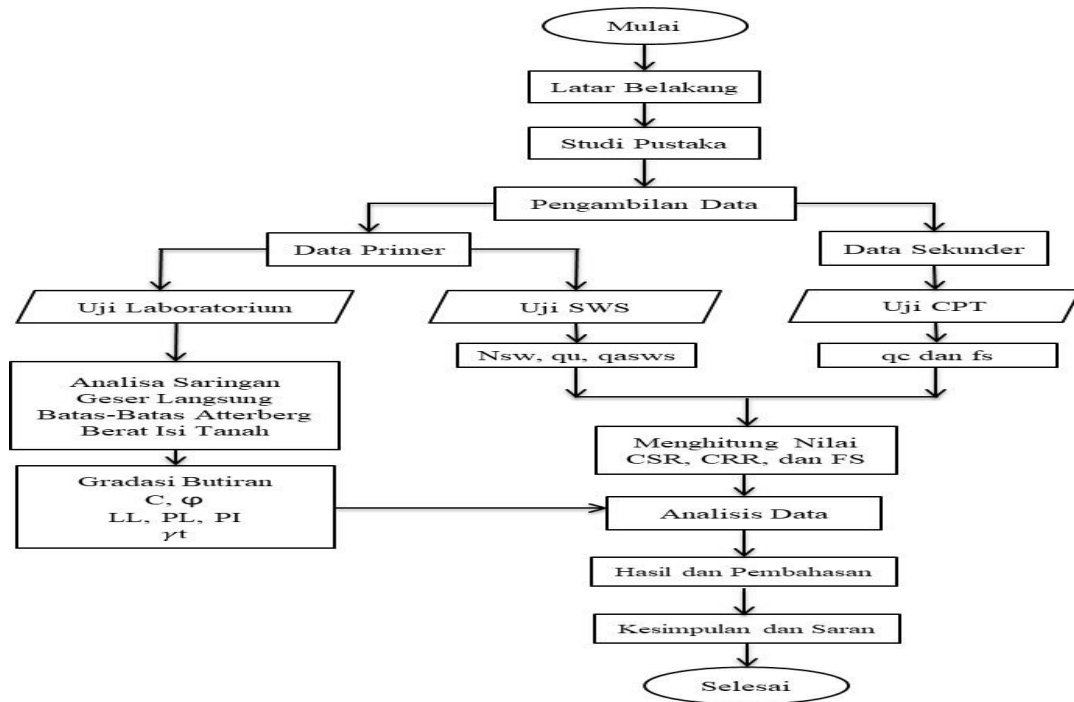 Mulai
Latar Belakang
Studi Pustaka
Pengambilan Data
Data Primer
Data Sekunder
Uji Laboratorium
Uji SWS
Uji CPT
Nsw, qu, qasws
qc dan fs
Analisa Saringan
Geser Langsung
Batas-Batas Atterberg
Berat Isi Tanah
Menghitung Nilai
CSR, CRR, dan FS
Gradasi Butiran
C, φ
LL, PL, PI
γt
Analisis Data
Hasil dan Pembahasan
Kesimpulan dan Saran
Selesai